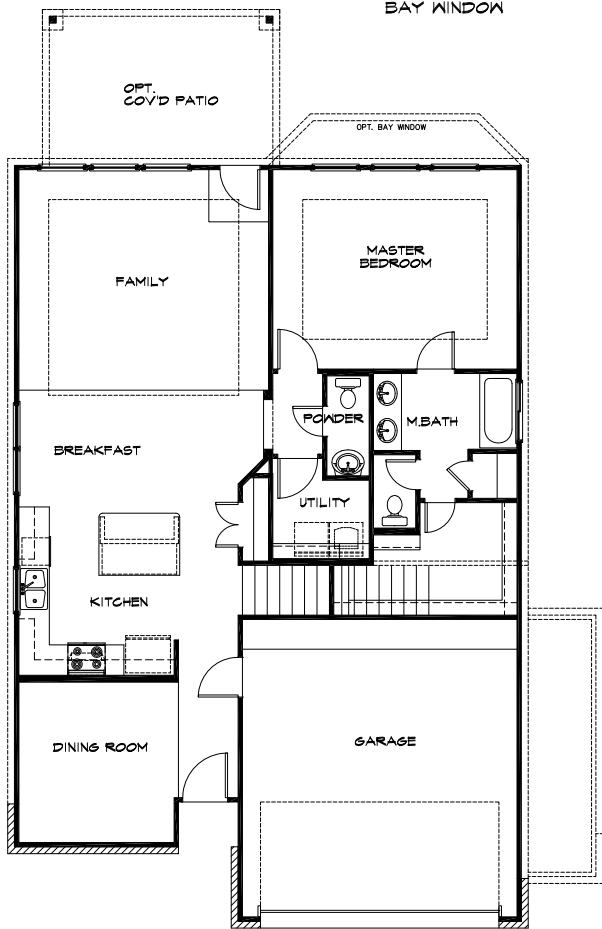 BAY WINDOW
OPT.
COV'D PATIO
OPT. BAY WINDOW
MASTER
BEDROOM
FAMILY
POWDER
M.BATH
BREAKFAST
UTILITY
KITCHEN
DINING ROOM
GARAGE